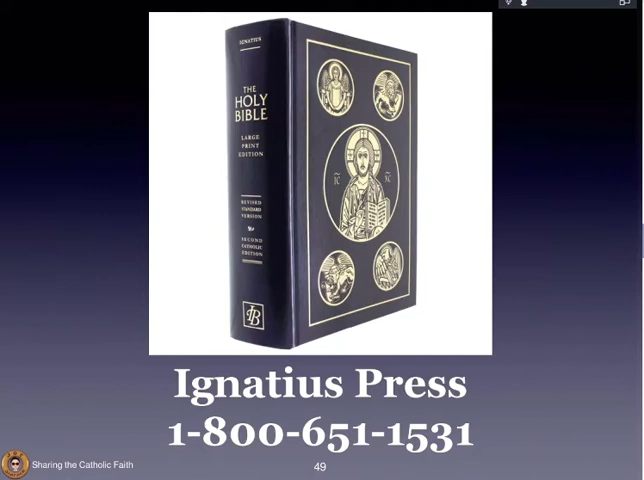 IGNATIUS
THE
HOLY
BIBLE
LARGE
PRINT
EDITION
REVISED
STANDARD
VERSION
SECOND
CATHOLIC
EDITION
IB
IC
XC
Ignatius Press
1-800-651-1531
Sharing the Catholic Faith
49